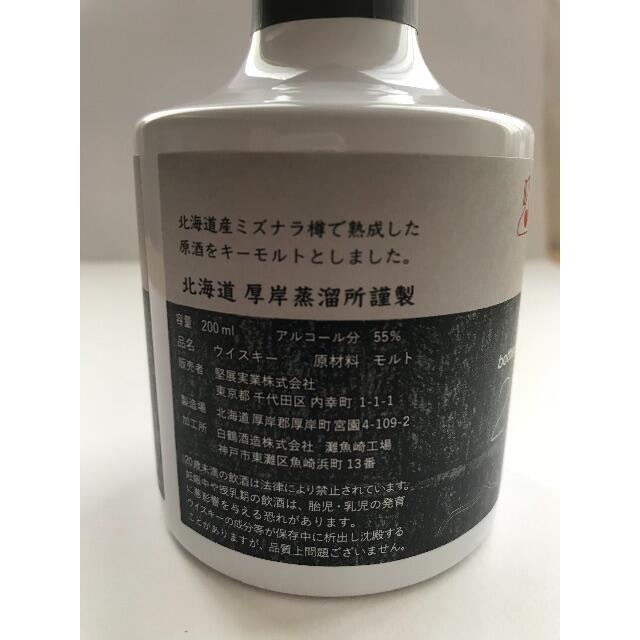 北海道産ミズナラ樽で熟成した
原酒をキーモルトとしました。
北海道 厚岸蒸溜所謹製
容量 200 ml アルコール分 55%
品名 ウイスキー 原材料 モルト
販売者 堅展実業株式会社
東京都 千代田区 内幸町 1-1-1
製造場 北海道 厚岸郡厚岸町 宮園4-109-2
加工所 白鶴酒造株式会社 灘魚崎工場
神戸市東灘区魚崎浜町 13番
20歳未満の飲酒は法律により禁止されています。
妊娠中や授乳期の飲酒は、胎児・乳児の発育
に悪影響を与える恐れがあります。
ウイスキーの成分等が保存中に析出し沈殿する
ことがありますが、品質上問題ございません。